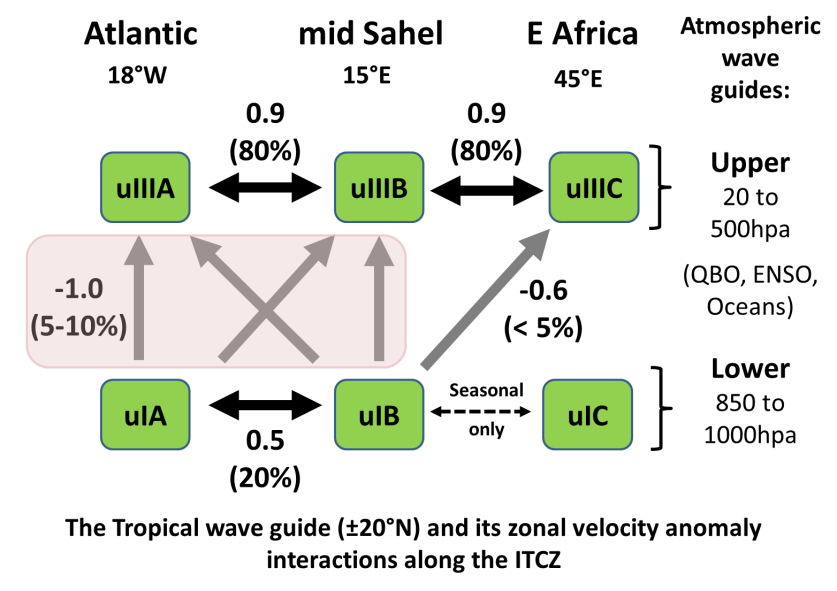 Atlantic
18°W
mid Sahel
15°E
E Africa
45°E
Atmospheric
wave
guides:
0.9
(80%)
0.9
(80%)
uIIIA
uIIIB
uIIIC
Upper
20 to
500hpa
(QBO, ENSO,
Oceans)
-1.0
(5-10%)
-0.6
(< 5%)
uIA
uIB
uIC
0.5
(20%)
Seasonal
only
Lower
850 to
1000hpa
The Tropical wave guide (±20°N) and its zonal velocity anomaly
interactions along the ITCZ